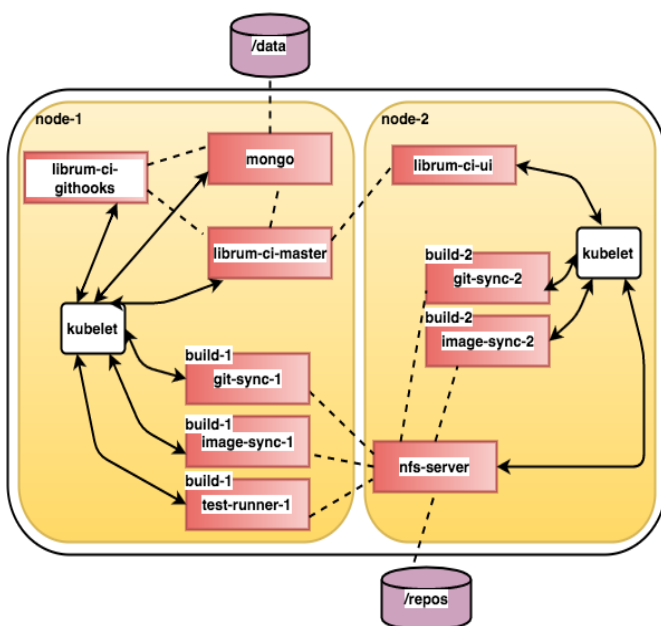 /data
node-1
node-2
librum-ci-
githooks
mongo
librum-ci-ui
librum-ci-master
kubelet
build-2
git-sync-2
kubelet
build-2
image-sync-2
build-1
git-sync-1
build-1
image-sync-1
nfs-server
build-1
test-runner-1
/repos